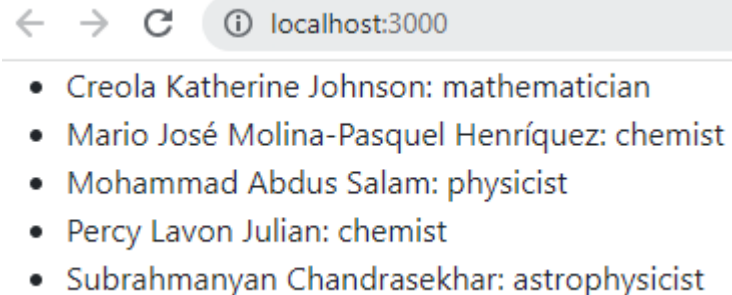 localhost:3000
Creola Katherine Johnson: mathematician
Mario José Molina-Pasquel Henríquez: chemist
Mohammad Abdus Salam: physicist
Percy Lavon Julian: chemist
Subrahmanyan Chandrasekhar: astrophysicist